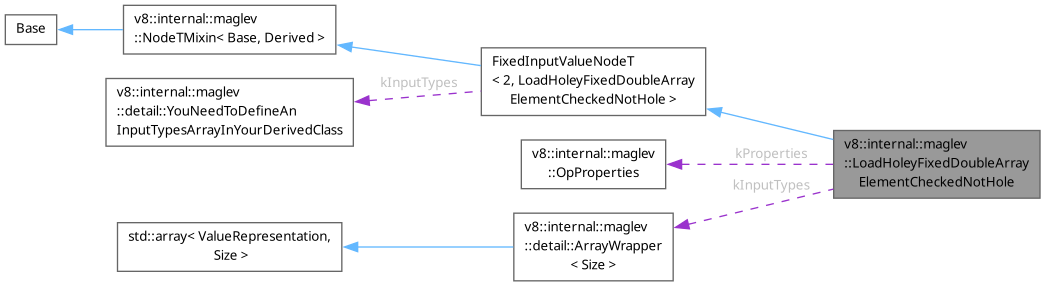 Base
v8::internal::maglev
::NodeTMixin< Base, Derived >
FixedInputValueNodeT
< 2, LoadHoleyFixedDoubleArray
ElementCheckedNotHole >
kInputTypes
v8::internal::maglev
::detail::YouNeedToDefineAn
InputTypesArrayInYourDerivedClass
v8::internal::maglev
::OpProperties
kProperties
v8::internal::maglev
::LoadHoleyFixedDoubleArray
ElementCheckedNotHole
kInputTypes
v8::internal::maglev
::detail::ArrayWrapper
< Size >
std::array< ValueRepresentation,
Size >